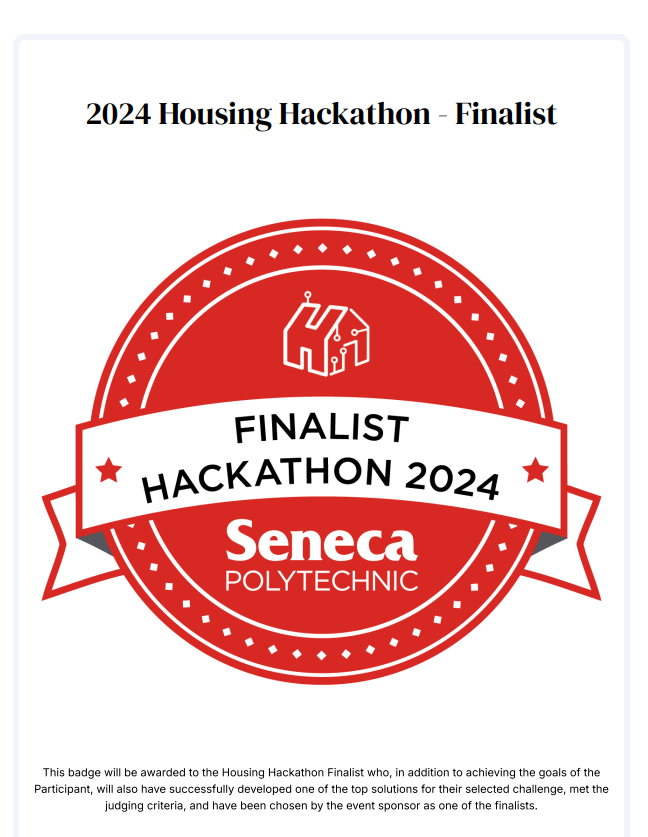 2024 Housing Hackathon - Finalist
FINALIST
HACKATHON 2024
Seneca
POLYTECHNIC
This badge will be awarded to the Housing Hackathon Finalist who, in addition to achieving the goals of the
Participant, will also have successfully developed one of the top solutions for their selected challenge, met the
judging criteria, and have been chosen by the event sponsor as one of the finalists.